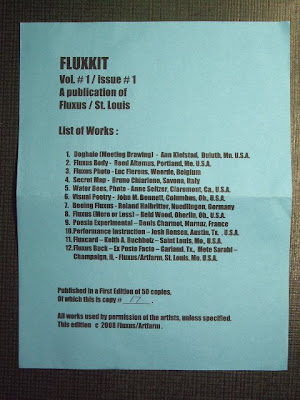 FLUXKIT
Vol. # 1 / issue # 1
A publication of
Fluxus / St. Louis
List of Works :
1. Doghale (Meeting Drawing) - Ann Klefstad, Duluth, Mn. U.S.A.
2. Fluxus Body - Reed Altemus, Portland, Me. U.S.A.
3. Fluxus Photo - Luc Fierens, Weerde, Belgium
4. Secret Map - Bruno Chiarlone, Savona, Italy
5. Water Bees, Photo - Anne Seltzer, Claremont, Ca., U.S.A.
6. Visual Poetry - John M. Bennett, Columbus, Oh., U.S.A.
7. Boeing Fluxus - Roland Halbritter, Nuedlingen, Germany
8. Fluxus (More or Less) - Reid Wood, Oberlin, Oh., U.S.A.
9. Poesia Experimental - Denis Charmot, Marnaz, France
10. Performance Instruction - Josh Ronsen, Austin, Tx. , U.S.A.
11. Fluxcard - Keith A. Buchholz - Saint Louis, Mo., U.S.A.
12. Fluxus Buck - Ex Posto Facto - Garland, Tx., Mete Sarabi -
Champaign, Il, - Fluxus/Artfarm, St. Louis, Mo. U.S.A.
Published in a First Edition of 50 copies,
Of which this is copy # 17 .
All works used by permission of the artists, unless specified.
This edition c 2008 Fluxus/Artfarm .